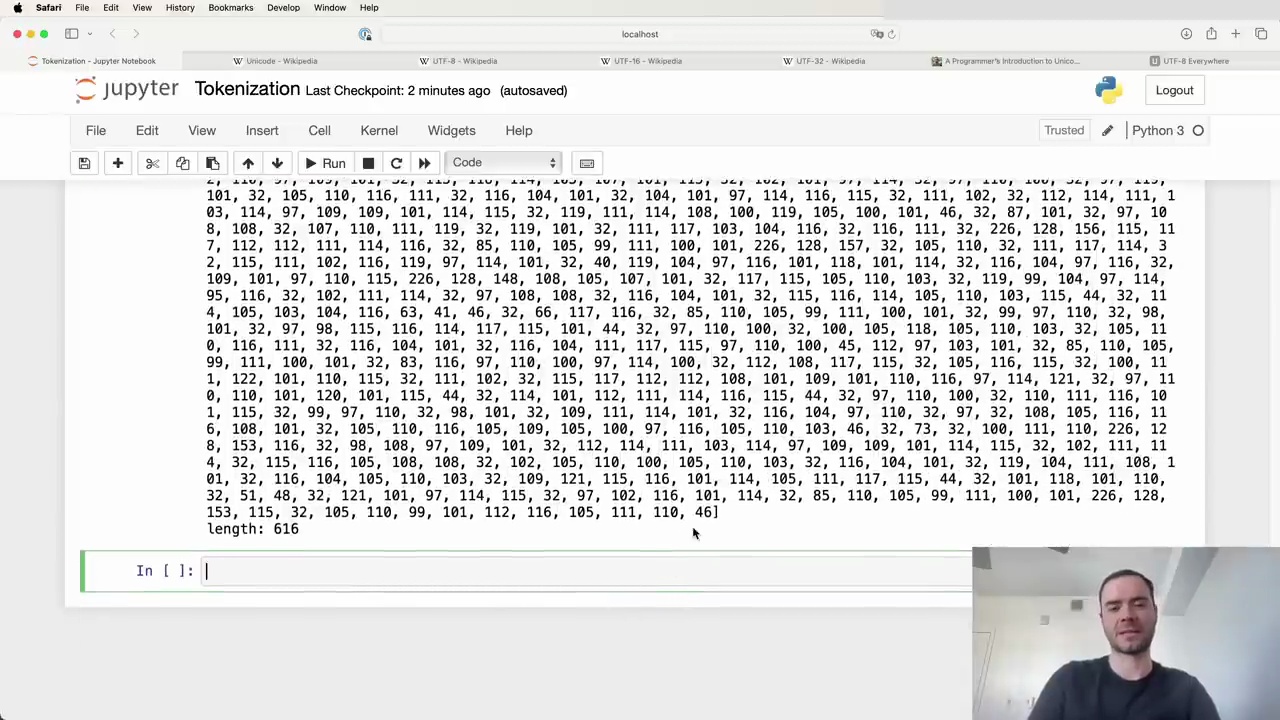 Safari File Edit View History Bookmarks Develop Window Help
localhost
Tokenization - Jupyter Notebook
Unicode - Wikipedia
UTF-8 - Wikipedia
UTF-16 - Wikipedia
UTF-32 - Wikipedia
A Programmer's Introduction to Unico...
UTF-8 Everywhere
jupyter Tokenization Last Checkpoint: 2 minutes ago (autosaved)
Logout
File Edit View Insert Cell Kernel Widgets Help
Trusted
Python 3
Run
Code
101, 32, 105, 110, 116, 111, 32, 116, 104, 101, 32, 104, 101, 97, 114, 116, 115, 32, 111, 102, 32, 112, 114, 111, 1
03, 114, 97, 109, 109, 101, 114, 115, 32, 119, 111, 114, 108, 100, 119, 105, 100, 101, 46, 32, 87, 101, 32, 97, 10
8, 108, 32, 107, 110, 111, 119, 32, 119, 101, 32, 111, 117, 103, 104, 116, 32, 116, 111, 32, 226, 128, 156, 115, 11
7, 112, 112, 111, 114, 116, 32, 85, 110, 105, 99, 111, 100, 101, 226, 128, 157, 32, 105, 110, 32, 111, 117, 114, 3
2, 115, 111, 102, 116, 119, 97, 114, 101, 32, 40, 119, 104, 97, 116, 101, 118, 101, 114, 32, 116, 104, 97, 116, 32,
109, 101, 97, 110, 115, 226, 128, 148, 108, 105, 107, 101, 32, 117, 115, 105, 110, 103, 32, 119, 99, 104, 97, 114,
95, 116, 32, 102, 111, 114, 32, 97, 108, 108, 32, 116, 104, 101, 32, 115, 116, 114, 105, 110, 103, 115, 44, 32, 11
4, 105, 103, 104, 116, 63, 41, 46, 32, 66, 117, 116, 32, 85, 110, 105, 99, 111, 100, 101, 32, 99, 97, 110, 32, 98,
101, 32, 97, 98, 115, 116, 114, 117, 115, 101, 44, 32, 97, 110, 100, 32, 100, 105, 118, 105, 110, 103, 32, 105, 11
0, 116, 111, 32, 116, 104, 101, 32, 116, 104, 111, 117, 115, 97, 110, 100, 45, 112, 97, 103, 101, 32, 85, 110, 105,
99, 111, 100, 101, 32, 83, 116, 97, 110, 100, 97, 114, 100, 32, 112, 108, 117, 115, 32, 105, 116, 115, 32, 100, 11
1, 122, 101, 110, 115, 32, 111, 102, 32, 115, 117, 112, 112, 108, 101, 109, 101, 110, 116, 97, 114, 121, 32, 97, 11
0, 110, 101, 120, 101, 115, 44, 32, 114, 101, 112, 111, 114, 116, 115, 44, 32, 97, 110, 100, 32, 110, 111, 116, 10
1, 115, 32, 99, 97, 110, 32, 98, 101, 32, 109, 111, 114, 101, 32, 116, 104, 97, 110, 32, 97, 32, 108, 105, 116, 11
6, 108, 101, 32, 105, 110, 116, 105, 109, 105, 100, 97, 116, 105, 110, 103, 46, 32, 73, 32, 100, 111, 110, 226, 12
8, 153, 116, 32, 98, 108, 97, 109, 101, 32, 112, 114, 111, 103, 114, 97, 109, 109, 101, 114, 115, 32, 102, 111, 11
4, 32, 115, 116, 105, 108, 108, 32, 102, 105, 110, 100, 105, 110, 103, 32, 116, 104, 101, 32, 119, 104, 111, 108, 1
01, 32, 116, 104, 105, 110, 103, 32, 109, 121, 115, 116, 101, 114, 105, 111, 117, 115, 44, 32, 101, 118, 101, 110,
32, 51, 48, 32, 121, 101, 97, 114, 115, 32, 97, 102, 116, 101, 114, 32, 85, 110, 105, 99, 111, 100, 101, 226, 128,
153, 115, 32, 105, 110, 99, 101, 112, 116, 105, 111, 110, 46]
length: 616
In [ ]: